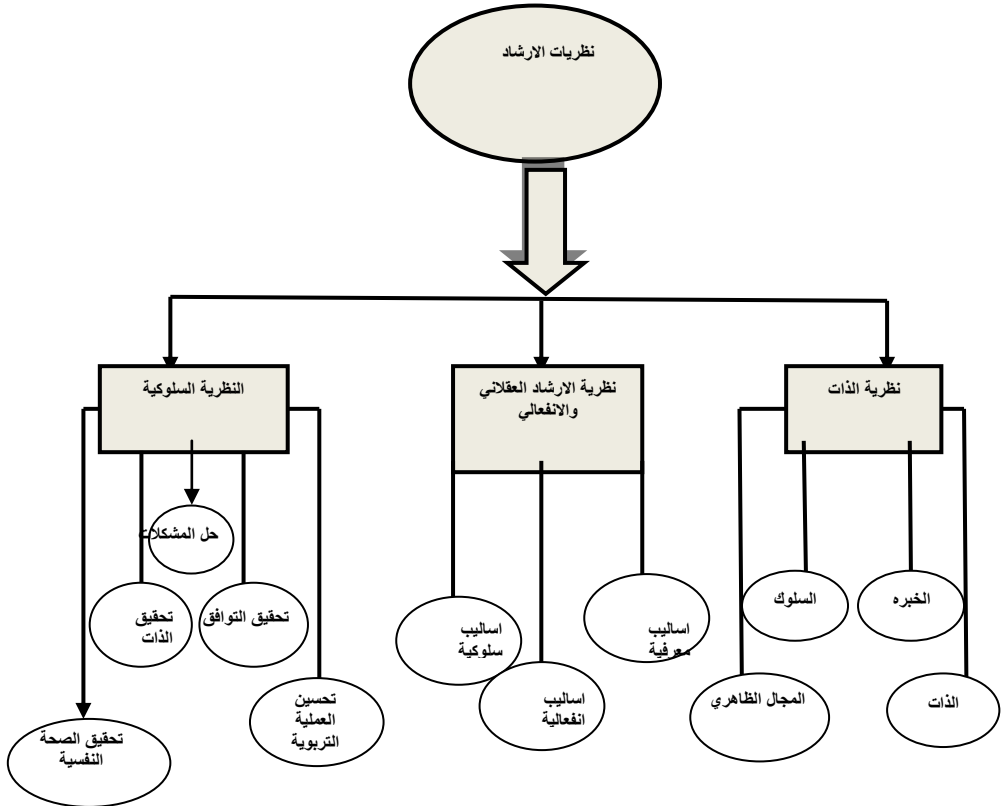 نظريات الارشاد
نظرية الذات
نظرية الارشاد العقلاني
والانفعالي
النظرية السلوكية
حل المشكلات
الخبره
السلوك
اساليب
معرفية
اساليب
سلوكية
تحقيق التوافق
تحقيق
الذات
الذات
المجال الظاهري
اساليب
انفعالية
تحسين
العملية
التربوية
تحقيق الصحة
النفسية